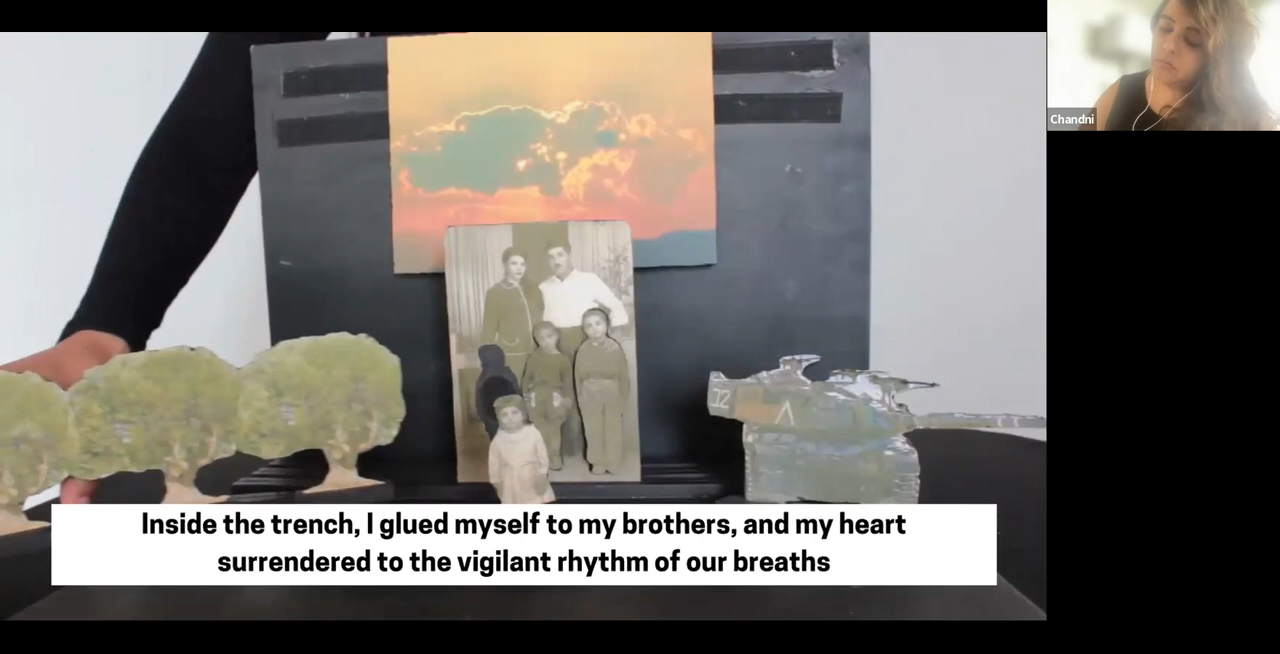 Chandni
Inside the trench, I glued myself to my brothers, and my heart
surrendered to the vigilant rhythm of our breaths